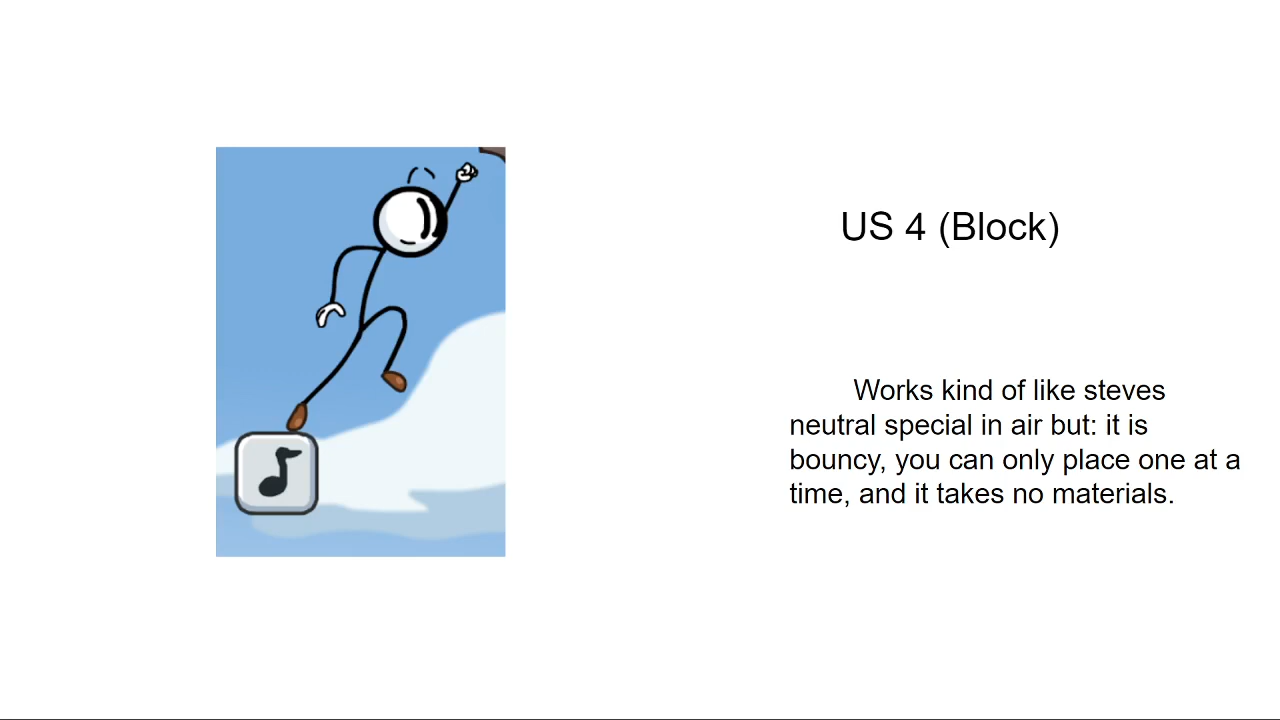 US 4 (Block)
Works kind of like steves
neutral special in air but: it is
bouncy, you can only place one at a
time, and it takes no materials.